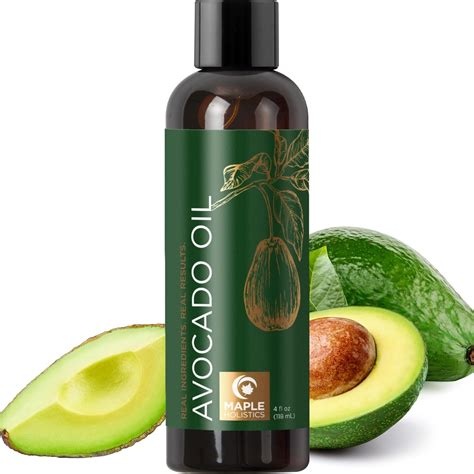 REAL INGREDIENTS. REAL RESULTS.
AVOCADO OIL
MAPLE
HOLISTICS
4 fl oz
(118 mL)